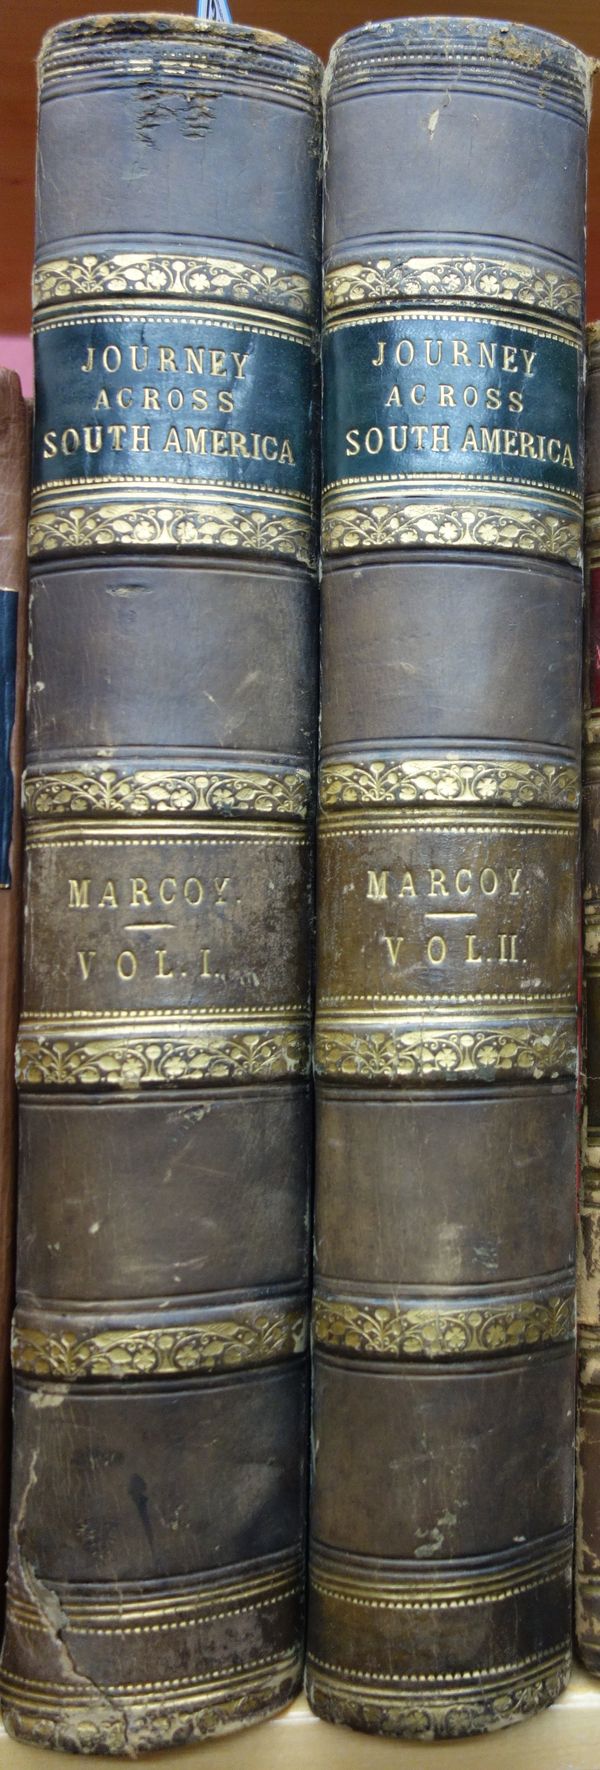 JOURNEY
ACROSS
SOUTH AMERICA
MARCOY.
VOL. I.
JOURNEY
ACROSS
SOUTH AMERICA
MARCOY.
VOL. II.